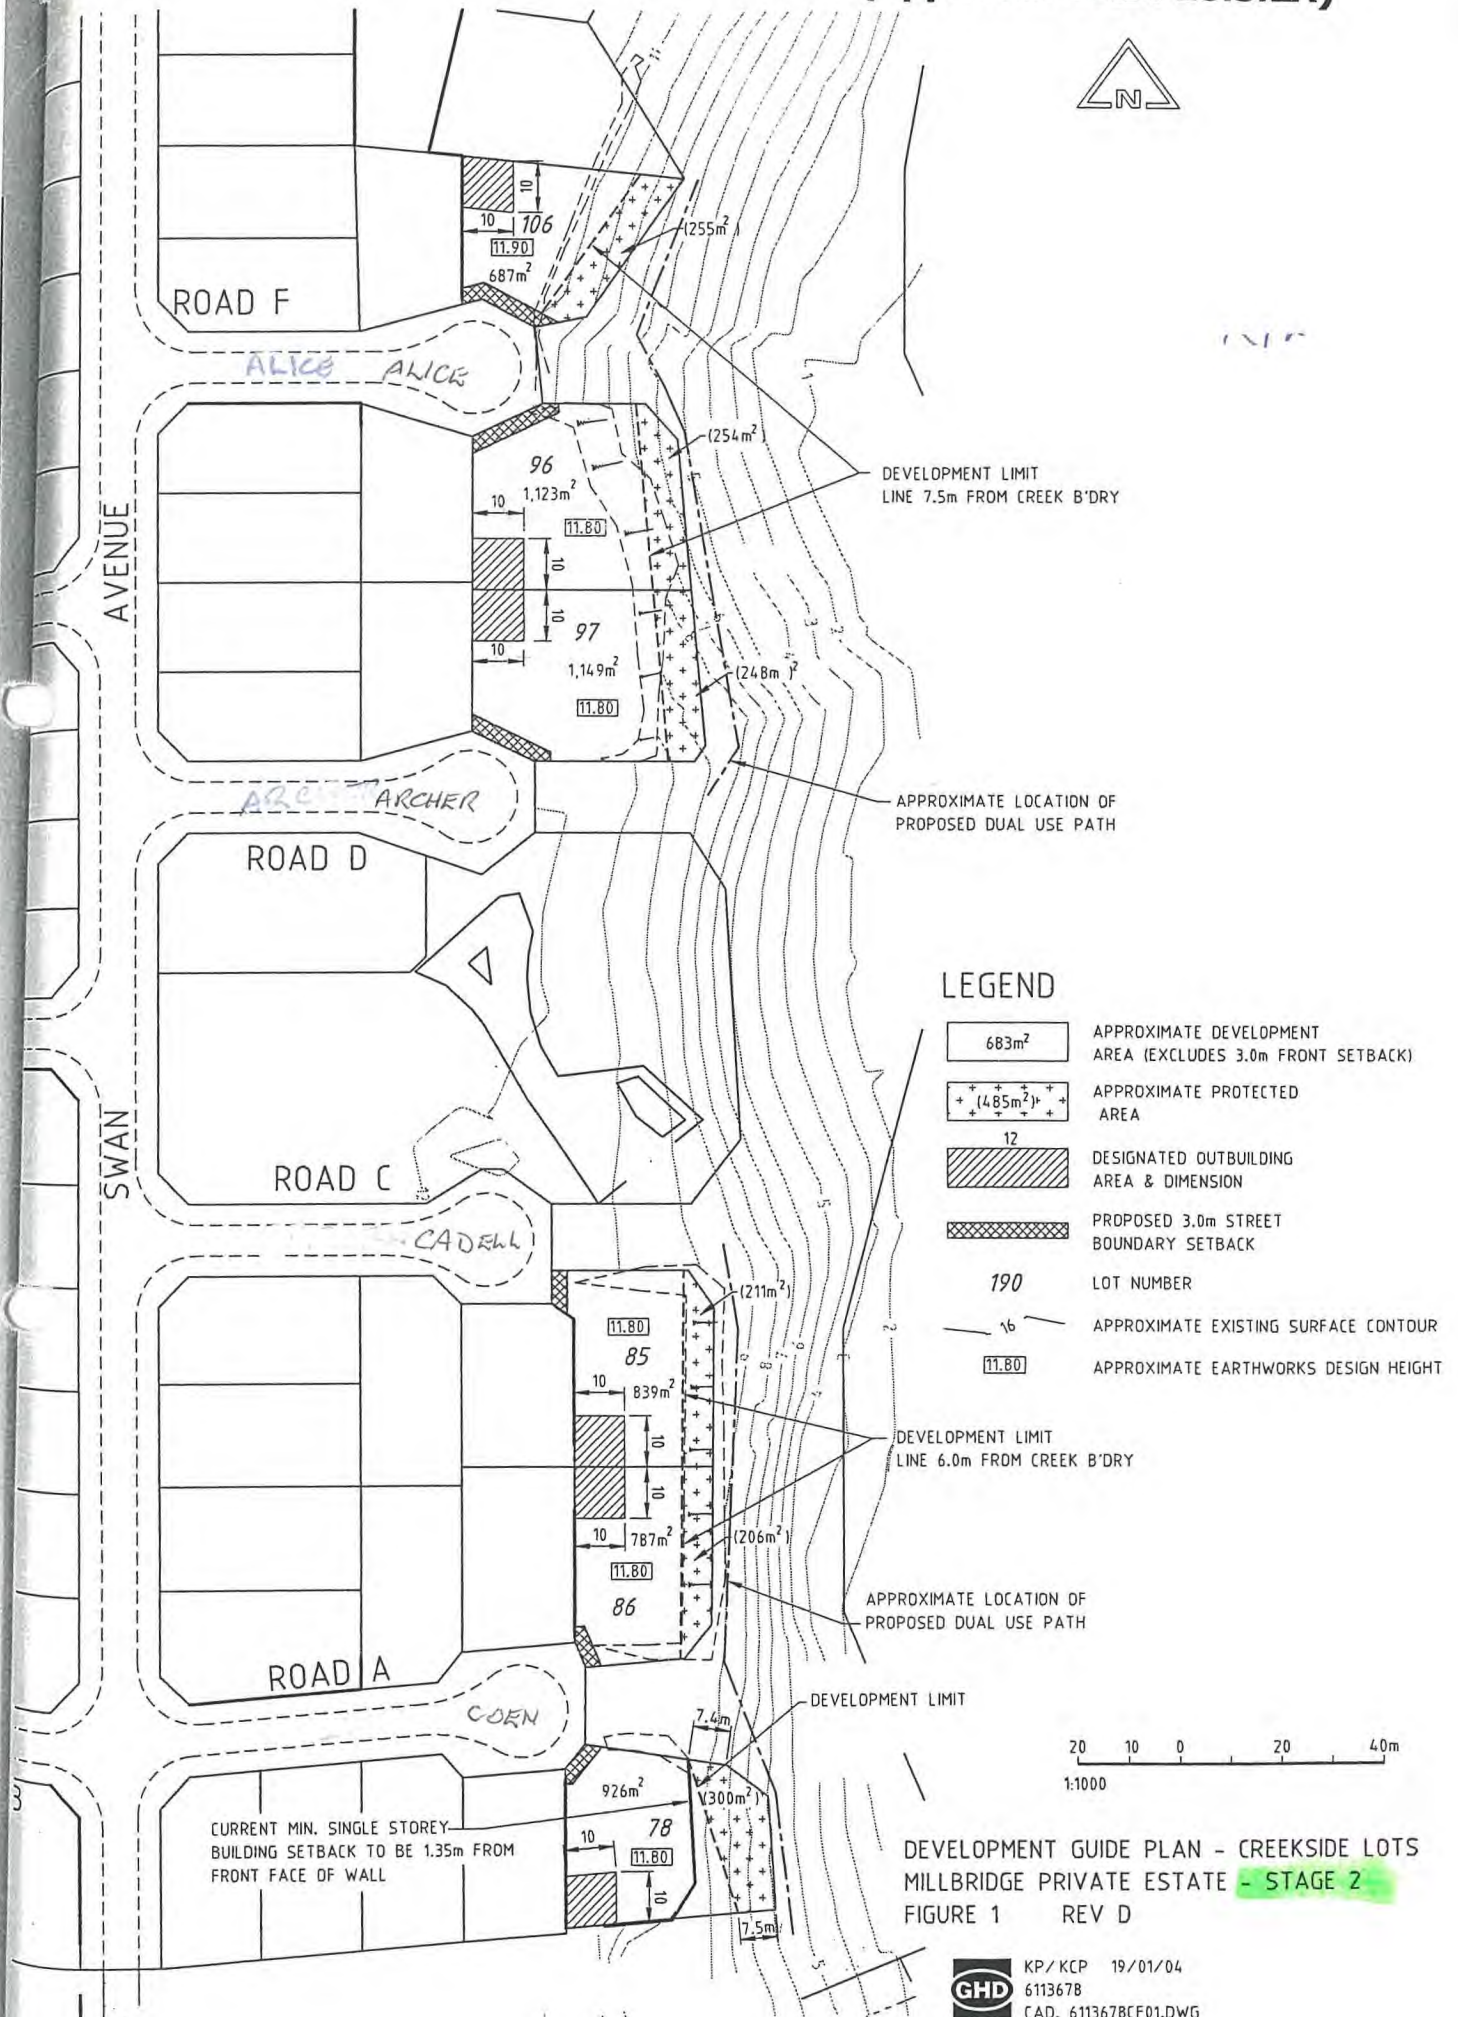 N
10
10 106
11.90
687m²
(255m²)
ROAD F
ALICE ALICE
(254m²)
96
1,123m²
10
11.80
10
DEVELOPMENT LIMIT
LINE 7.5m FROM CREEK B'DRY
AVENUE
10
97
10
1,149m²
(248m²)
11.80
ARCHER
APPROXIMATE LOCATION OF
PROPOSED DUAL USE PATH
ROAD D
LEGEND
683m²
APPROXIMATE DEVELOPMENT
AREA (EXCLUDES 3.0m FRONT SETBACK)
(485m²)
APPROXIMATE PROTECTED
AREA
12
DESIGNATED OUTBUILDING
AREA & DIMENSION
PROPOSED 3.0m STREET
BOUNDARY SETBACK
190
LOT NUMBER
16
APPROXIMATE EXISTING SURFACE CONTOUR
11.80
APPROXIMATE EARTHWORKS DESIGN HEIGHT
SWAN
ROAD C
CADELL
(211m²)
11.80
85
10
839m²
10
DEVELOPMENT LIMIT
LINE 6.0m FROM CREEK B'DRY
10
10
787m²
(206m²)
11.80
86
APPROXIMATE LOCATION OF
PROPOSED DUAL USE PATH
ROAD A
COEN
DEVELOPMENT LIMIT
7.4m
926m²
(300m²)
78
10
11.80
10
7.5m
CURRENT MIN. SINGLE STOREY
BUILDING SETBACK TO BE 1.35m FROM
FRONT FACE OF WALL
20 10 0 20 40m
1:1000
DEVELOPMENT GUIDE PLAN - CREEKSIDE LOTS
MILLBRIDGE PRIVATE ESTATE - STAGE 2
FIGURE 1 REV D
GHD
KP/KCP 19/01/04
6113678
CAD. 6113678CE01.DWG